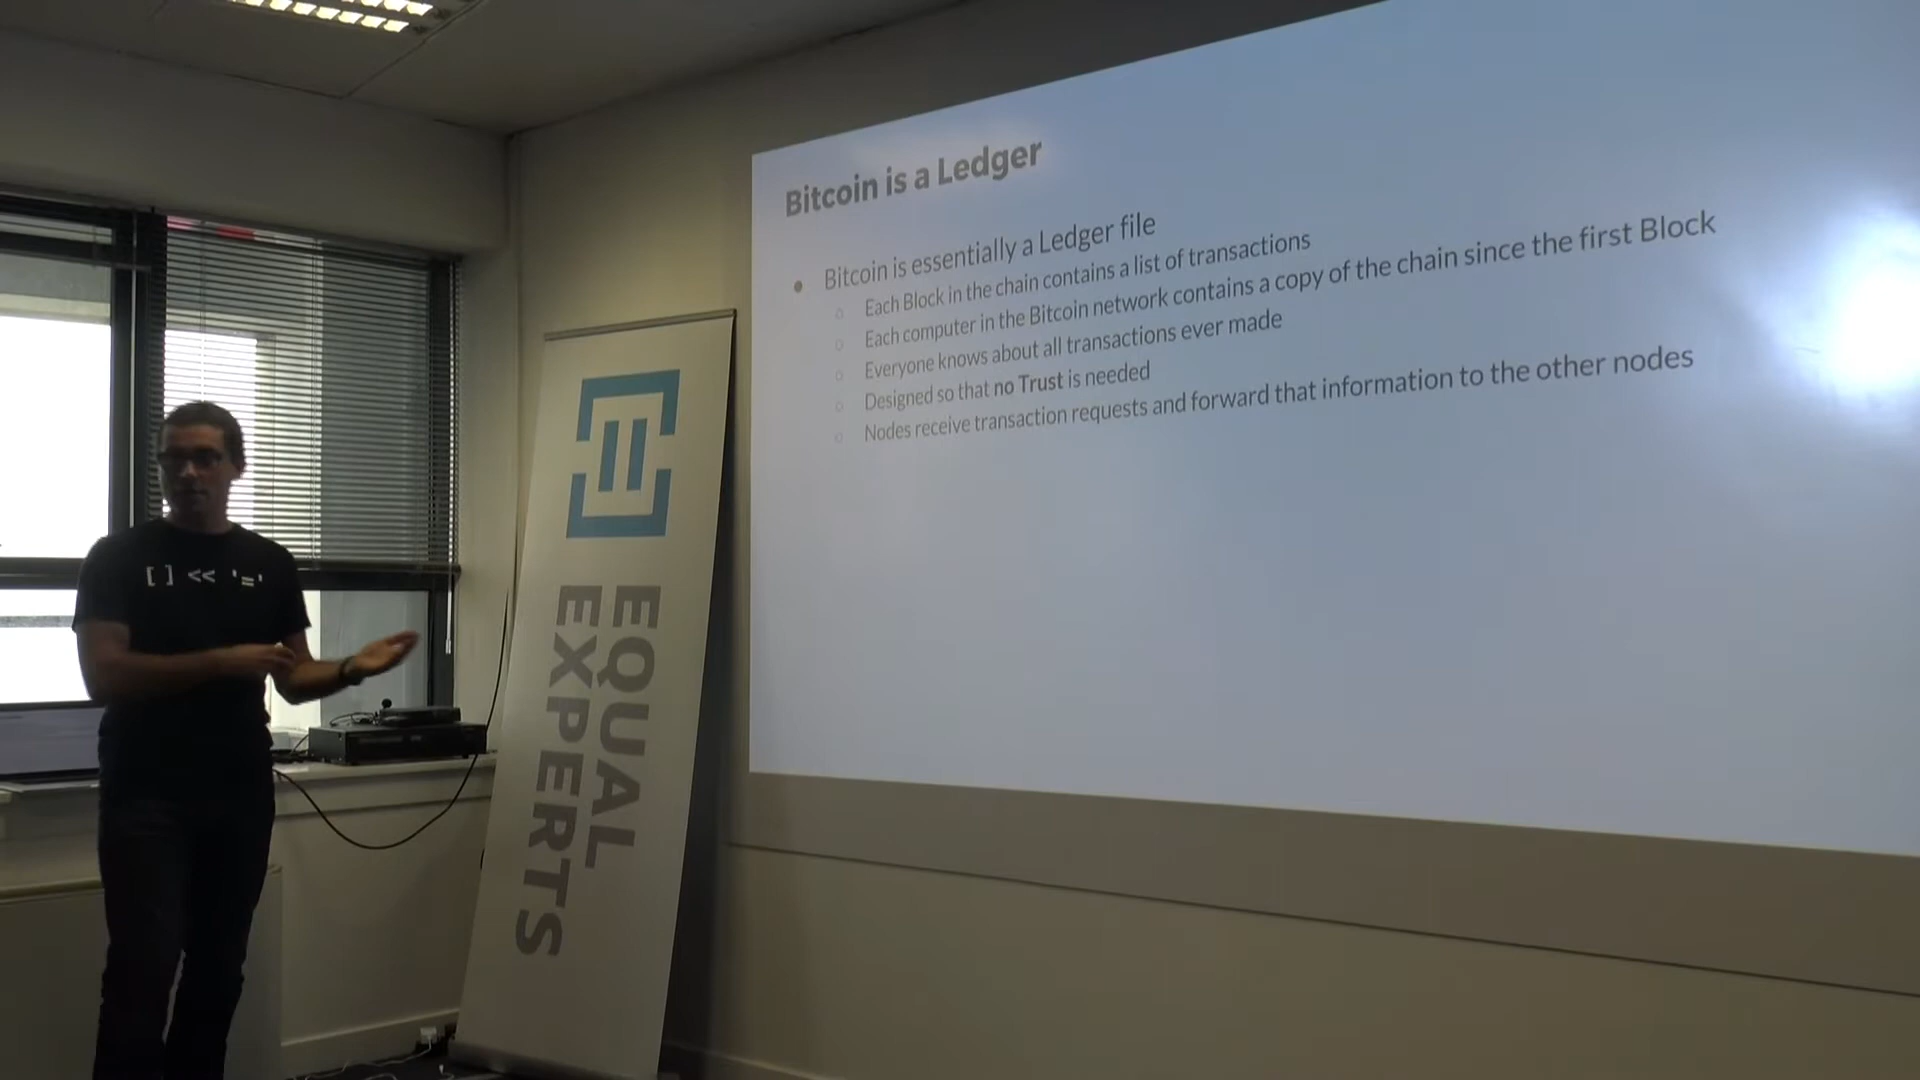 Bitcoin is a Ledger
Bitcoin is essentially a Ledger file
Each Block in the chain contains a list of transactions
Each computer in the Bitcoin network contains a copy of the chain since the first Block
Everyone knows about all transactions ever made
Designed so that no Trust is needed
Nodes receive transaction requests and forward that information to the other nodes
[ ] << '='
EQUAL
EXPERTS